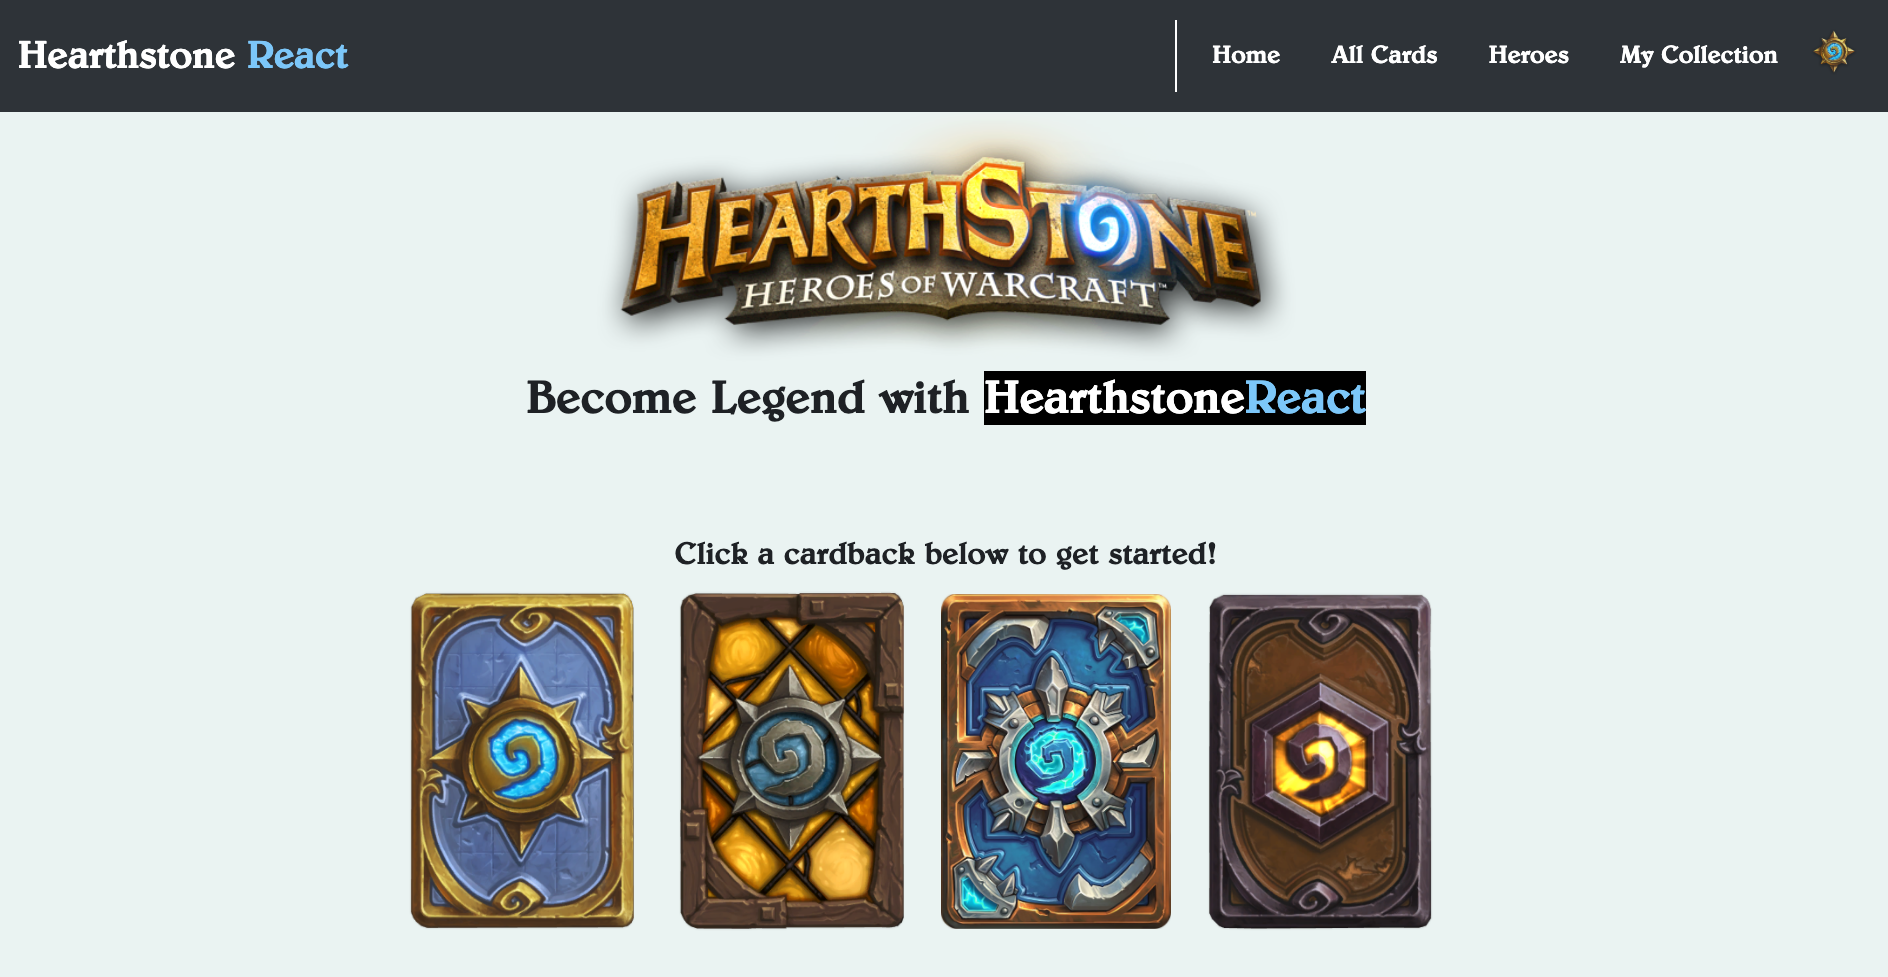 Hearthstone React
Home
All Cards
Heroes
My Collection
HEARTHSTONE™
HEROES OF WARCRAFT™
Become Legend with HearthstoneReact
Click a cardback below to get started!